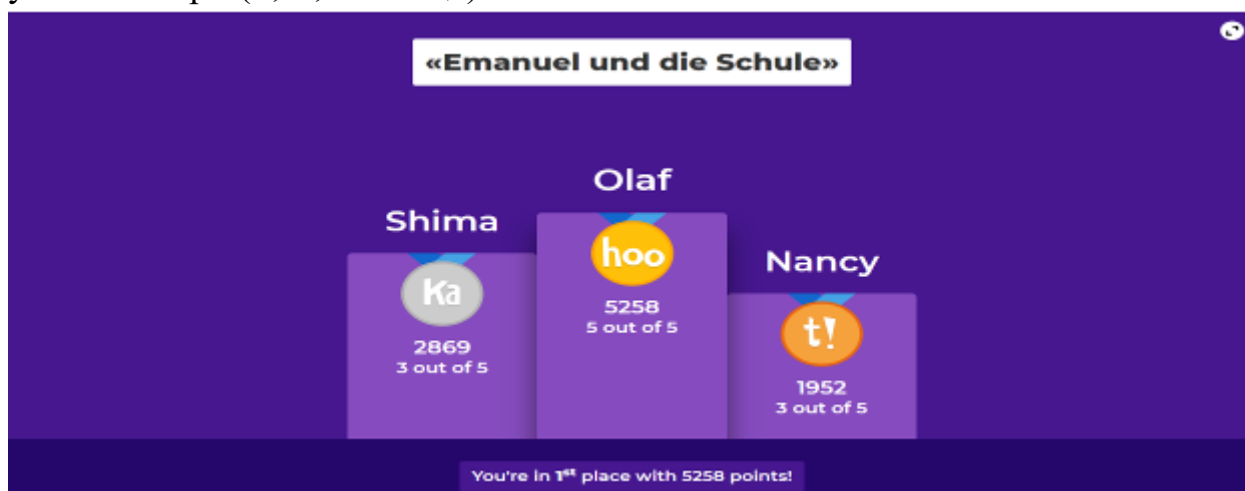 «Emanuel und die Schule»
Olaf
Shima
Nancy
hoo
5258
5 out of 5
Ka
2869
3 out of 5
t!
1952
3 out of 5
You're in 1st place with 5258 points!